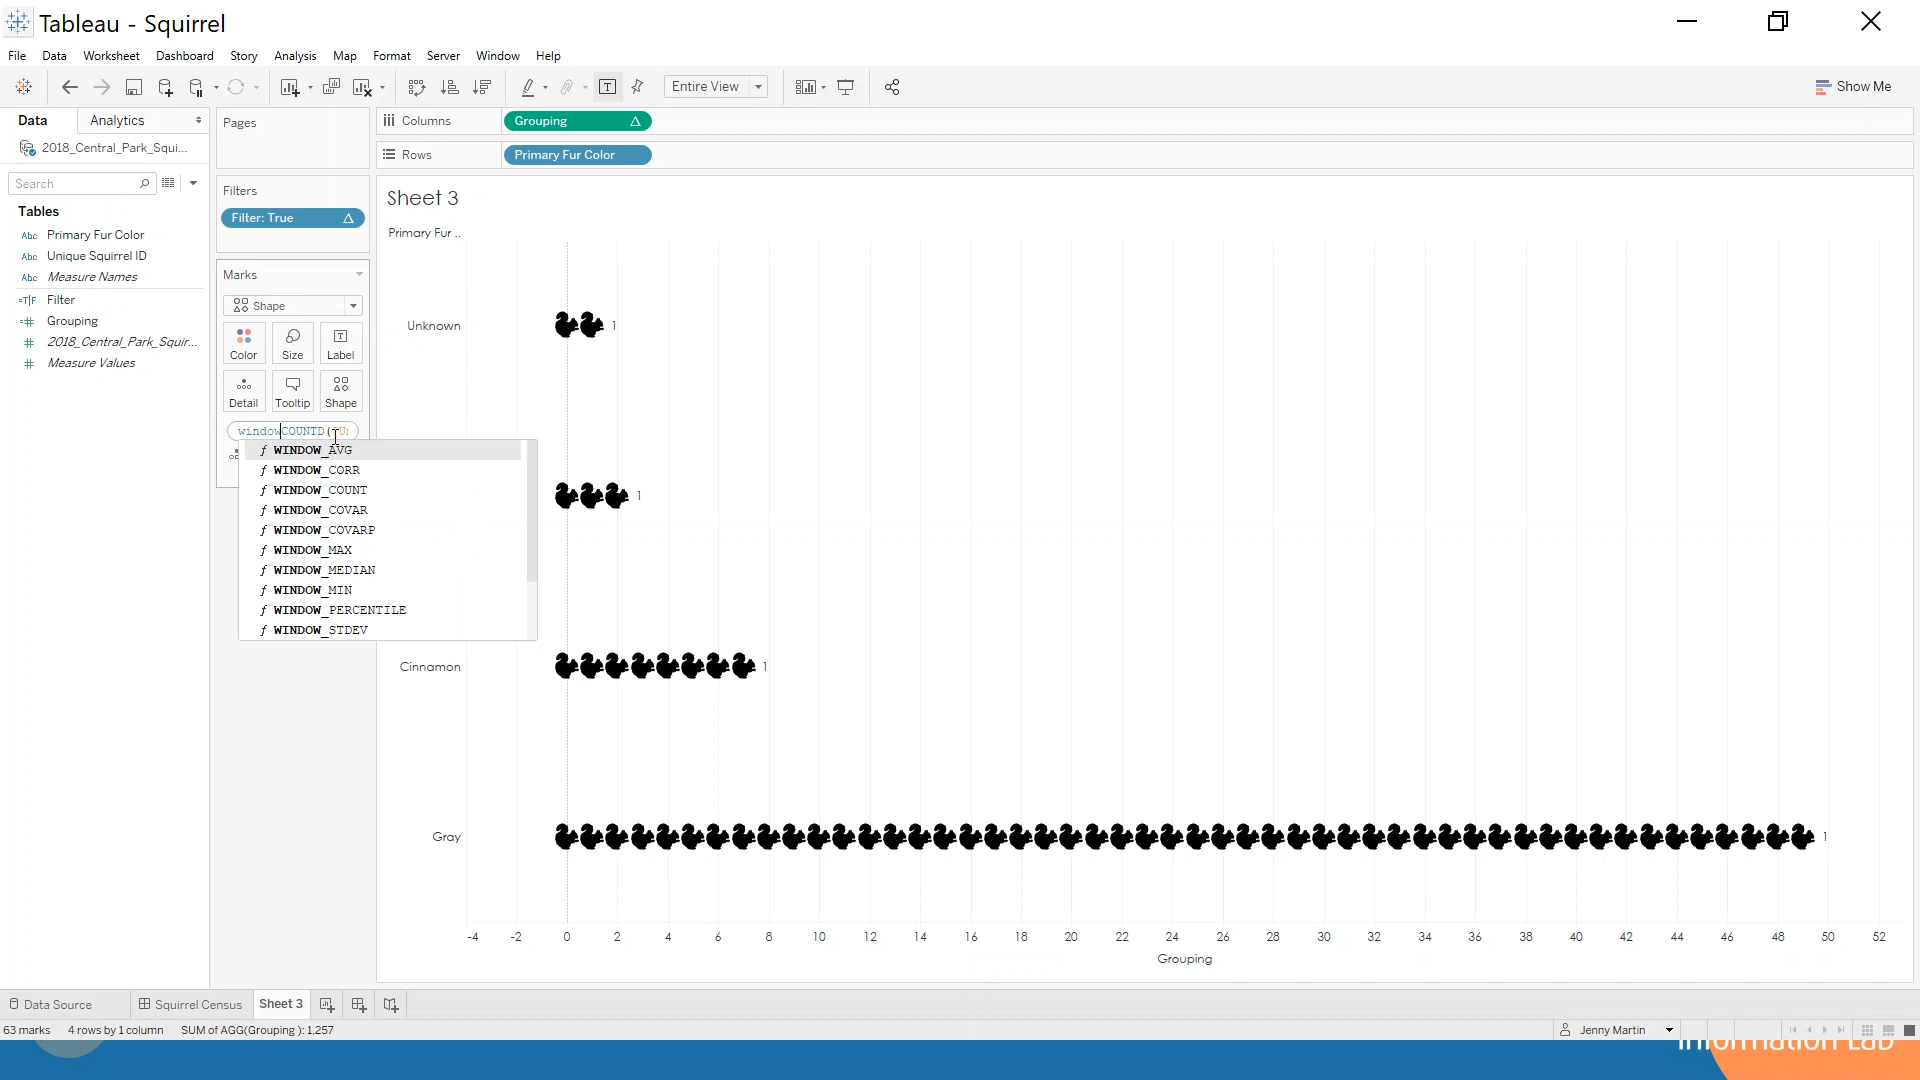 Tableau - Squirrel
File Data Worksheet Dashboard Story Analysis Map Format Server Window Help
Entire View
Show Me
Data Analytics
Pages
Columns
Grouping
2018_Central_Park_Squi...
Rows
Primary Fur Color
Search
Filters
Filter: True
Sheet 3
Tables
Primary Fur ..
Abc Primary Fur Color
Abc Unique Squirrel ID
Abc Measure Names
=T|F Filter
=# Grouping
# 2018_Central_Park_Squir...
# Measure Values
Marks
Shape
Color Size Label
Detail Tooltip Shape
windowCOUNTD(
f WINDOW_AVG
f WINDOW_CORR
f WINDOW_COUNT
f WINDOW_COVAR
f WINDOW_COVARP
f WINDOW_MAX
f WINDOW_MEDIAN
f WINDOW_MIN
f WINDOW_PERCENTILE
f WINDOW_STDEV
Unknown 1
1
Cinnamon 1
Gray 1
-4 -2 0 2 4 6 8 10 12 14 16 18 20 22 24 26 28 30 32 34 36 38 40 42 44 46 48 50 52
Grouping
Data Source Squirrel Census Sheet 3
63 marks 4 rows by 1 column SUM of AGG(Grouping ): 1,257
Jenny Martin
Information Lab